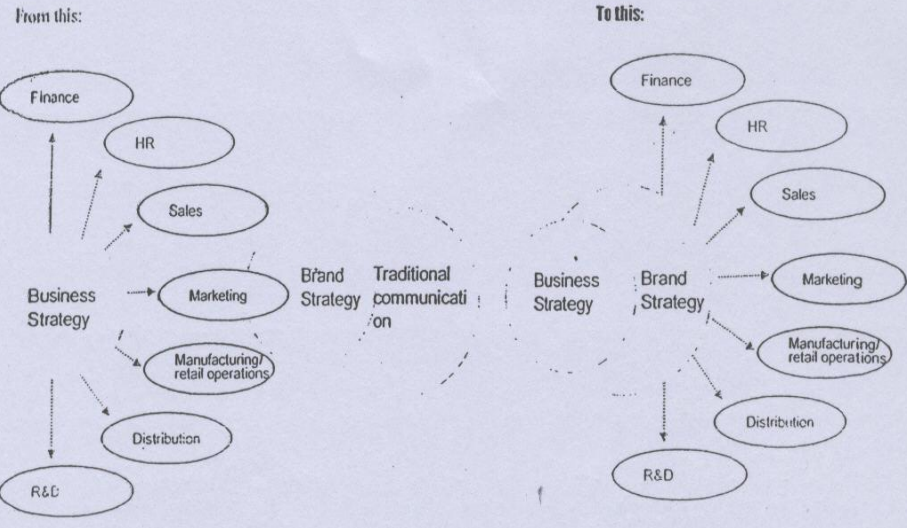 From this:
Finance
HR
Sales
Business
Strategy
Marketing
Manufacturing/
retail operations
Distribution
R&D
Brand
Strategy
Traditional
communicati
on
To this:
Finance
HR
Sales
Business
Strategy
Brand
Strategy
Marketing
Manufacturing/
retail operations
Distribution
R&D